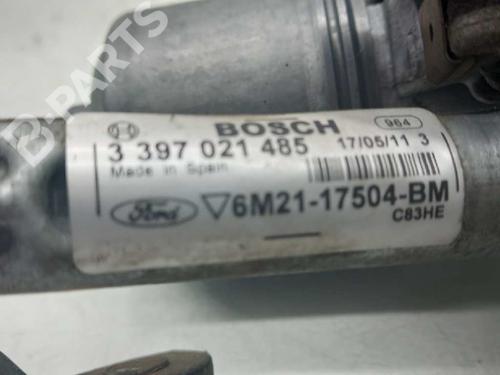 B-PARTS
BOSCH
964
3 397 021 485
17/05/11 3
Made in Spain
Ford
6M21-17504-BM
C83HE